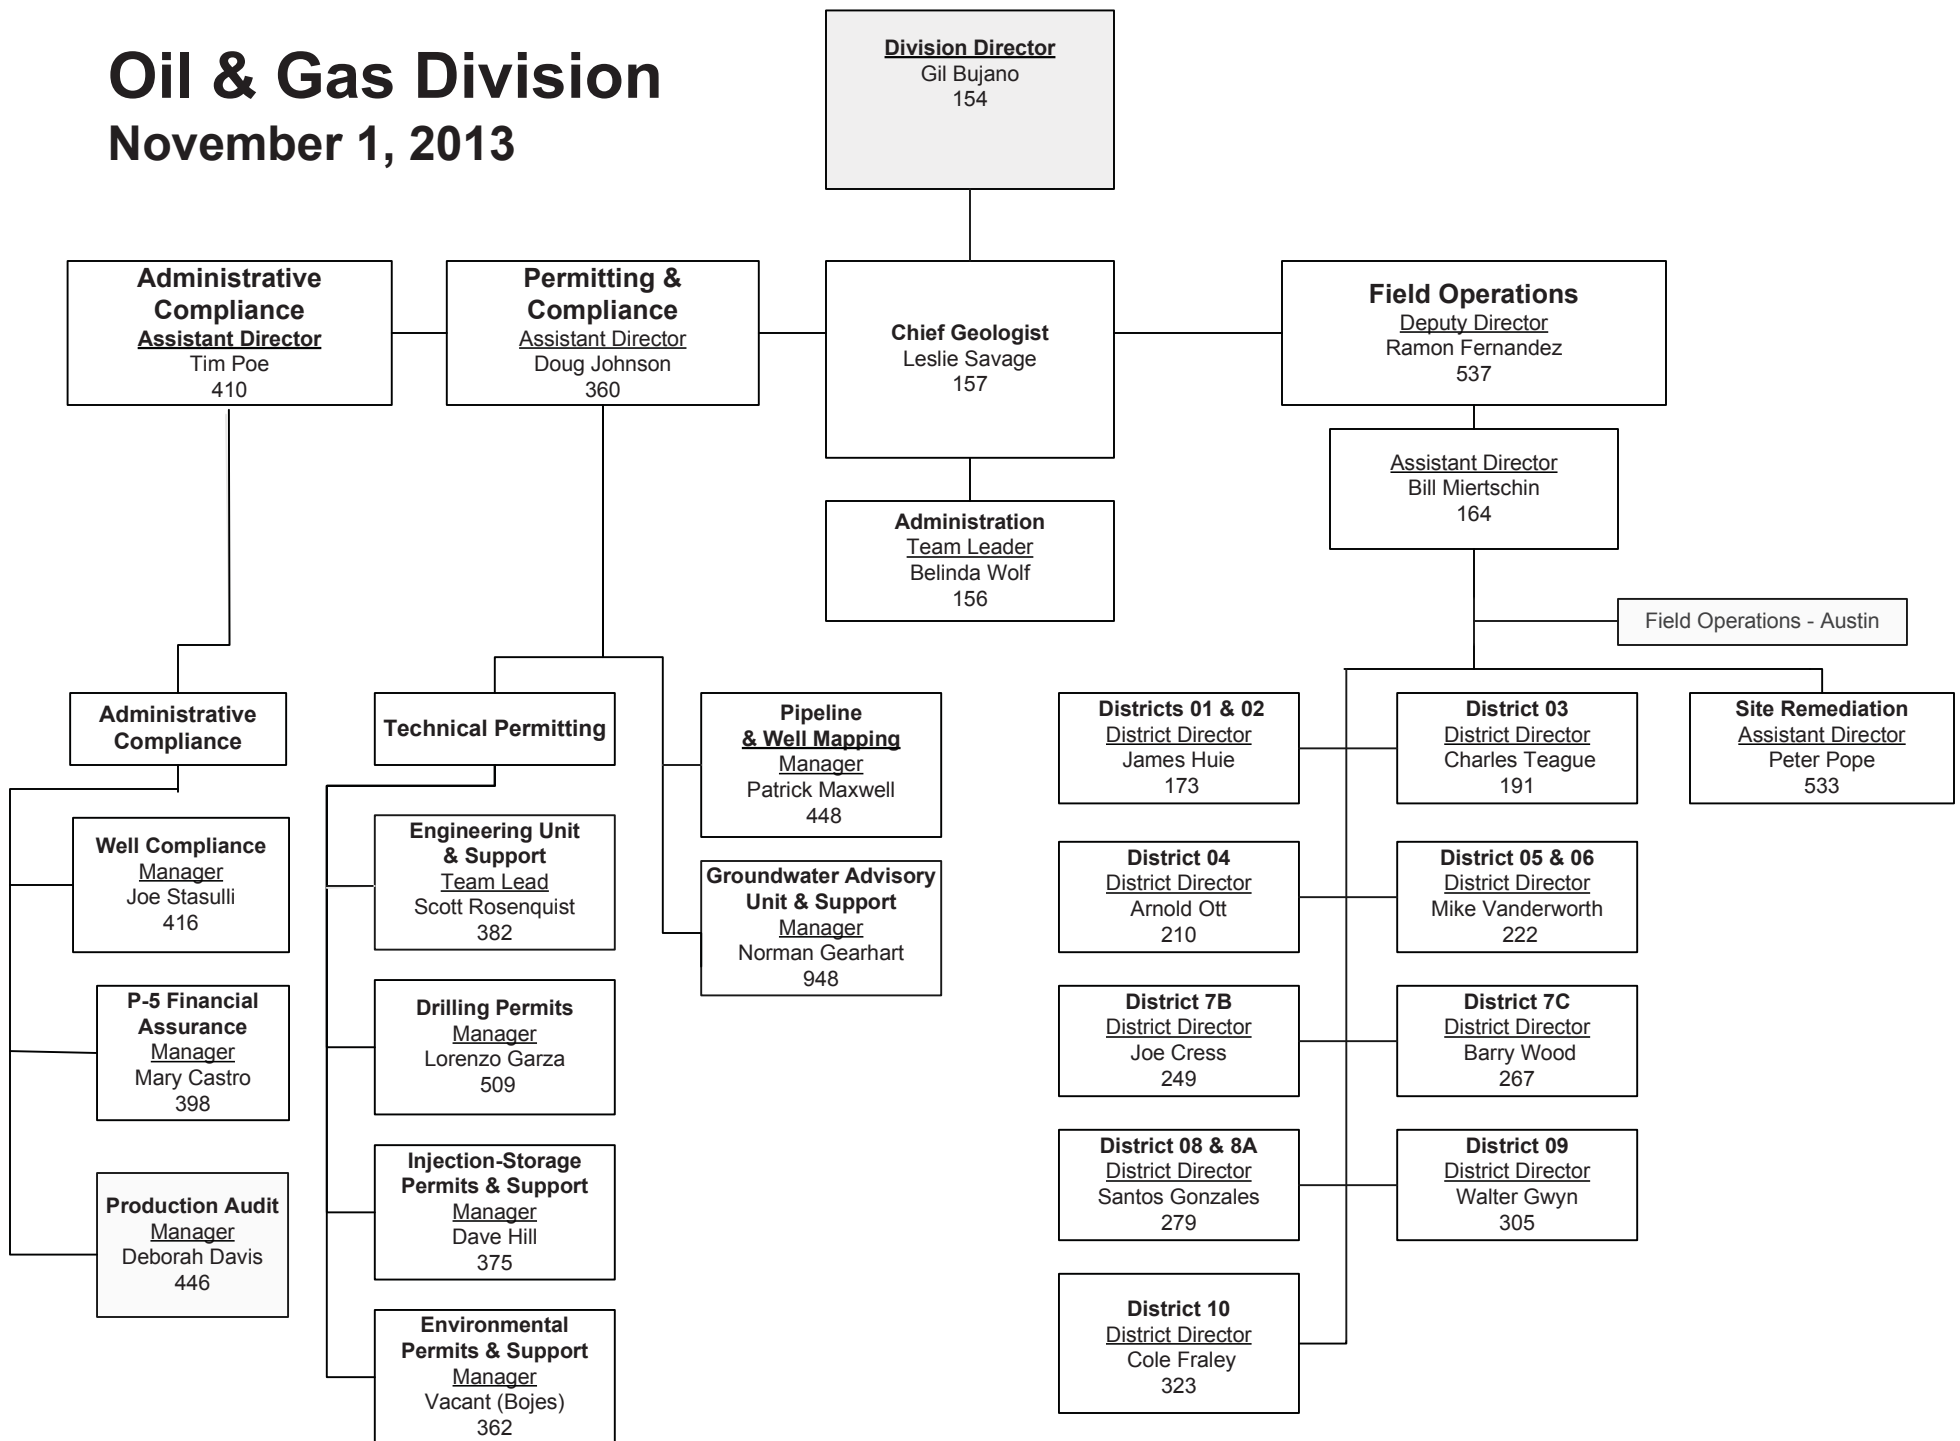 Oil & Gas Division
November 1, 2013
Division Director
Gil Bujano
154
Administrative
Compliance
Assistant Director
Tim Poe
410
Permitting &
Compliance
Assistant Director
Doug Johnson
360
Chief Geologist
Leslie Savage
157
Field Operations
Deputy Director
Ramon Fernandez
537
Assistant Director
Bill Miertschin
164
Administration
Team Leader
Belinda Wolf
156
Field Operations - Austin
Administrative
Compliance
Technical Permitting
Pipeline
& Well Mapping
Manager
Patrick Maxwell
448
Districts 01 & 02
District Director
James Huie
173
District 03
District Director
Charles Teague
191
Site Remediation
Assistant Director
Peter Pope
533
Well Compliance
Manager
Joe Stasulli
416
Engineering Unit
& Support
Team Lead
Scott Rosenquist
382
Groundwater Advisory
Unit & Support
Manager
Norman Gearhart
948
District 04
District Director
Arnold Ott
210
District 05 & 06
District Director
Mike Vanderworth
222
P-5 Financial
Assurance
Manager
Mary Castro
398
Drilling Permits
Manager
Lorenzo Garza
509
District 7B
District Director
Joe Cress
249
District 7C
District Director
Barry Wood
267
Production Audit
Manager
Deborah Davis
446
Injection-Storage
Permits & Support
Manager
Dave Hill
375
District 08 & 8A
District Director
Santos Gonzales
279
District 09
District Director
Walter Gwyn
305
Environmental
Permits & Support
Manager
Vacant (Bojes)
362
District 10
District Director
Cole Fraley
323